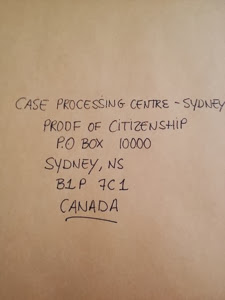 CASE PROCESSING CENTRE - SYDNEY
PROOF OF CITIZENSHIP
P.O BOX 10000
SYDNEY, NS
B1P 7C1
CANADA